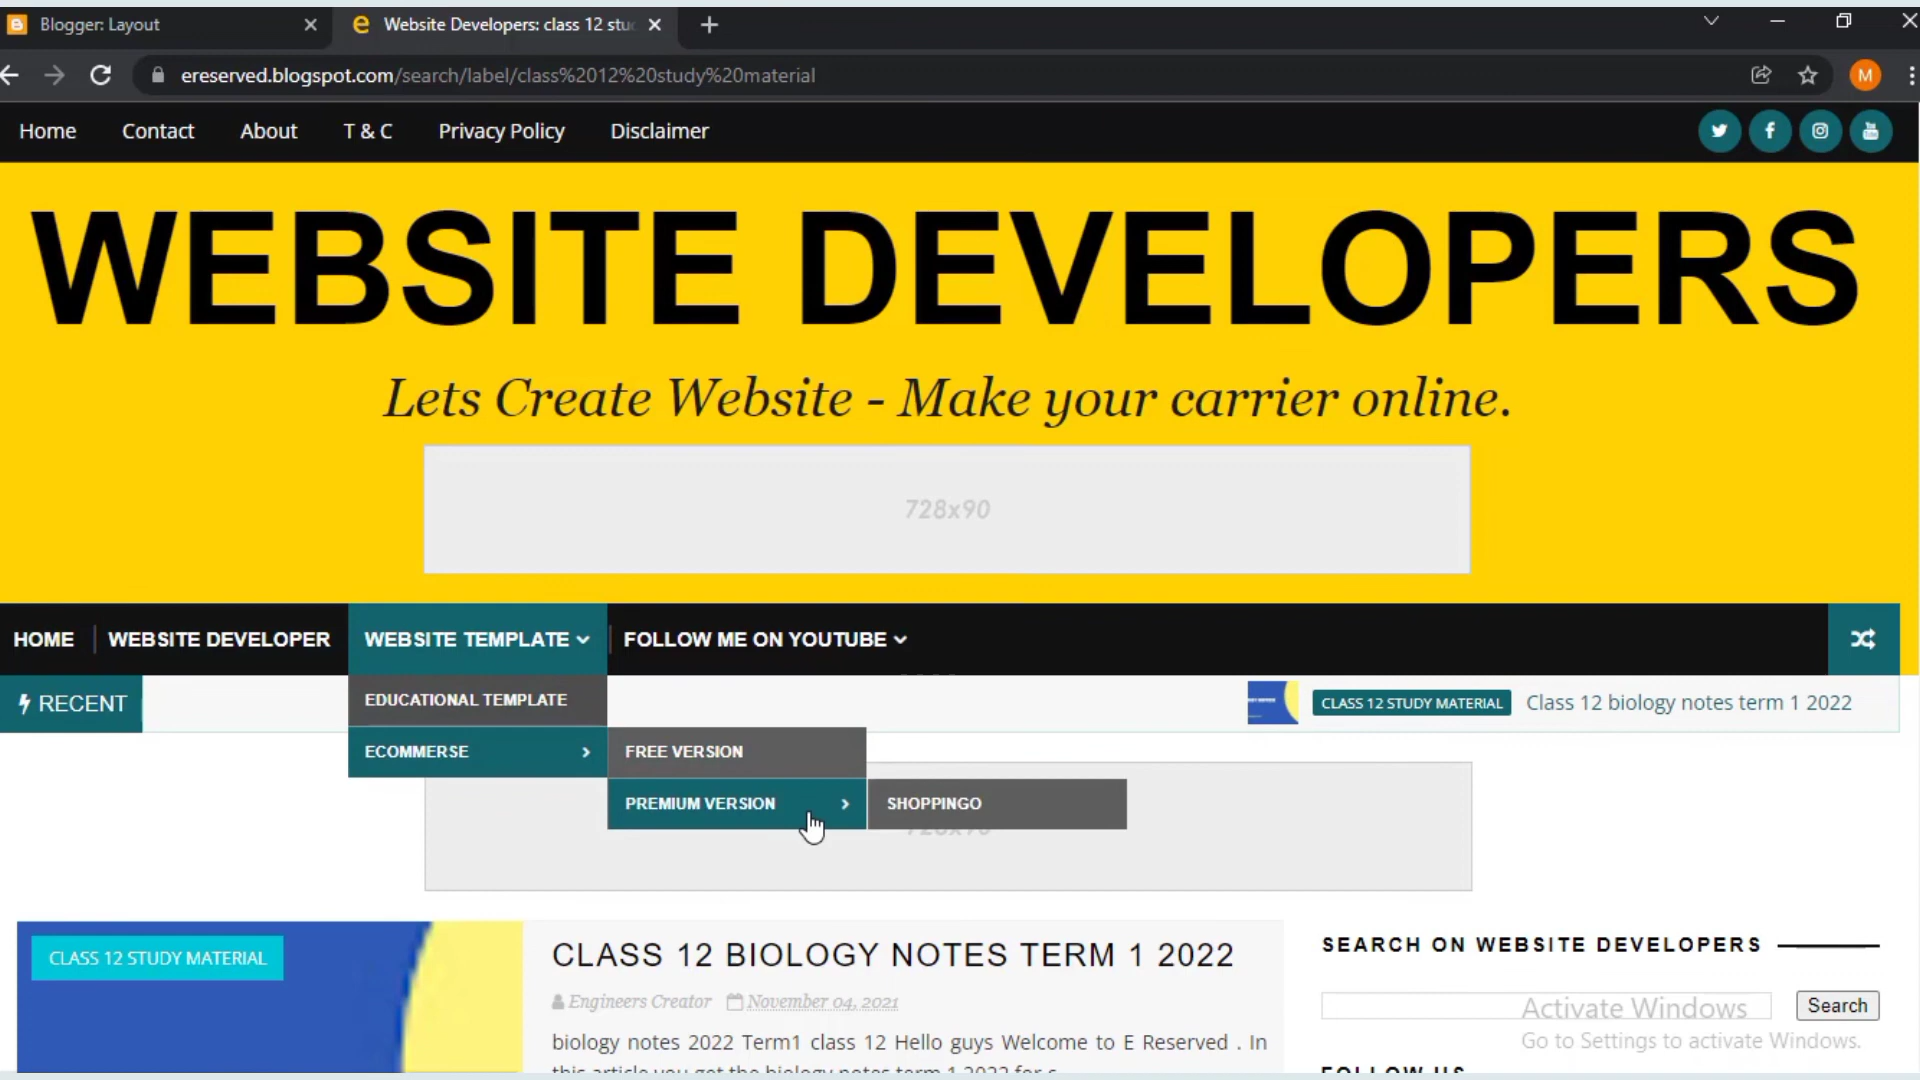 Blogger: Layout
Website Developers: class 12 stu
ereserved.blogspot.com/search/label/class%2012%20study%20material
M
Home Contact About T & C Privacy Policy Disclaimer
WEBSITE DEVELOPERS
Lets Create Website - Make your carrier online.
728x90
HOME WEBSITE DEVELOPER WEBSITE TEMPLATE FOLLOW ME ON YOUTUBE
RECENT
CLASS 12 STUDY MATERIAL Class 12 biology notes term 1 2022
EDUCATIONAL TEMPLATE
ECOMMERSE
FREE VERSION
PREMIUM VERSION
SHOPPINGO
CLASS 12 STUDY MATERIAL
CLASS 12 BIOLOGY NOTES TERM 1 2022
Engineers Creator November 04, 2021
biology notes 2022 Term1 class 12 Hello guys Welcome to E Reserved . In
this article you got the biology notes term 1 2022 for c
SEARCH ON WEBSITE DEVELOPERS
Search
Activate Windows
Go to Settings to activate Windows.
FOLLOW US